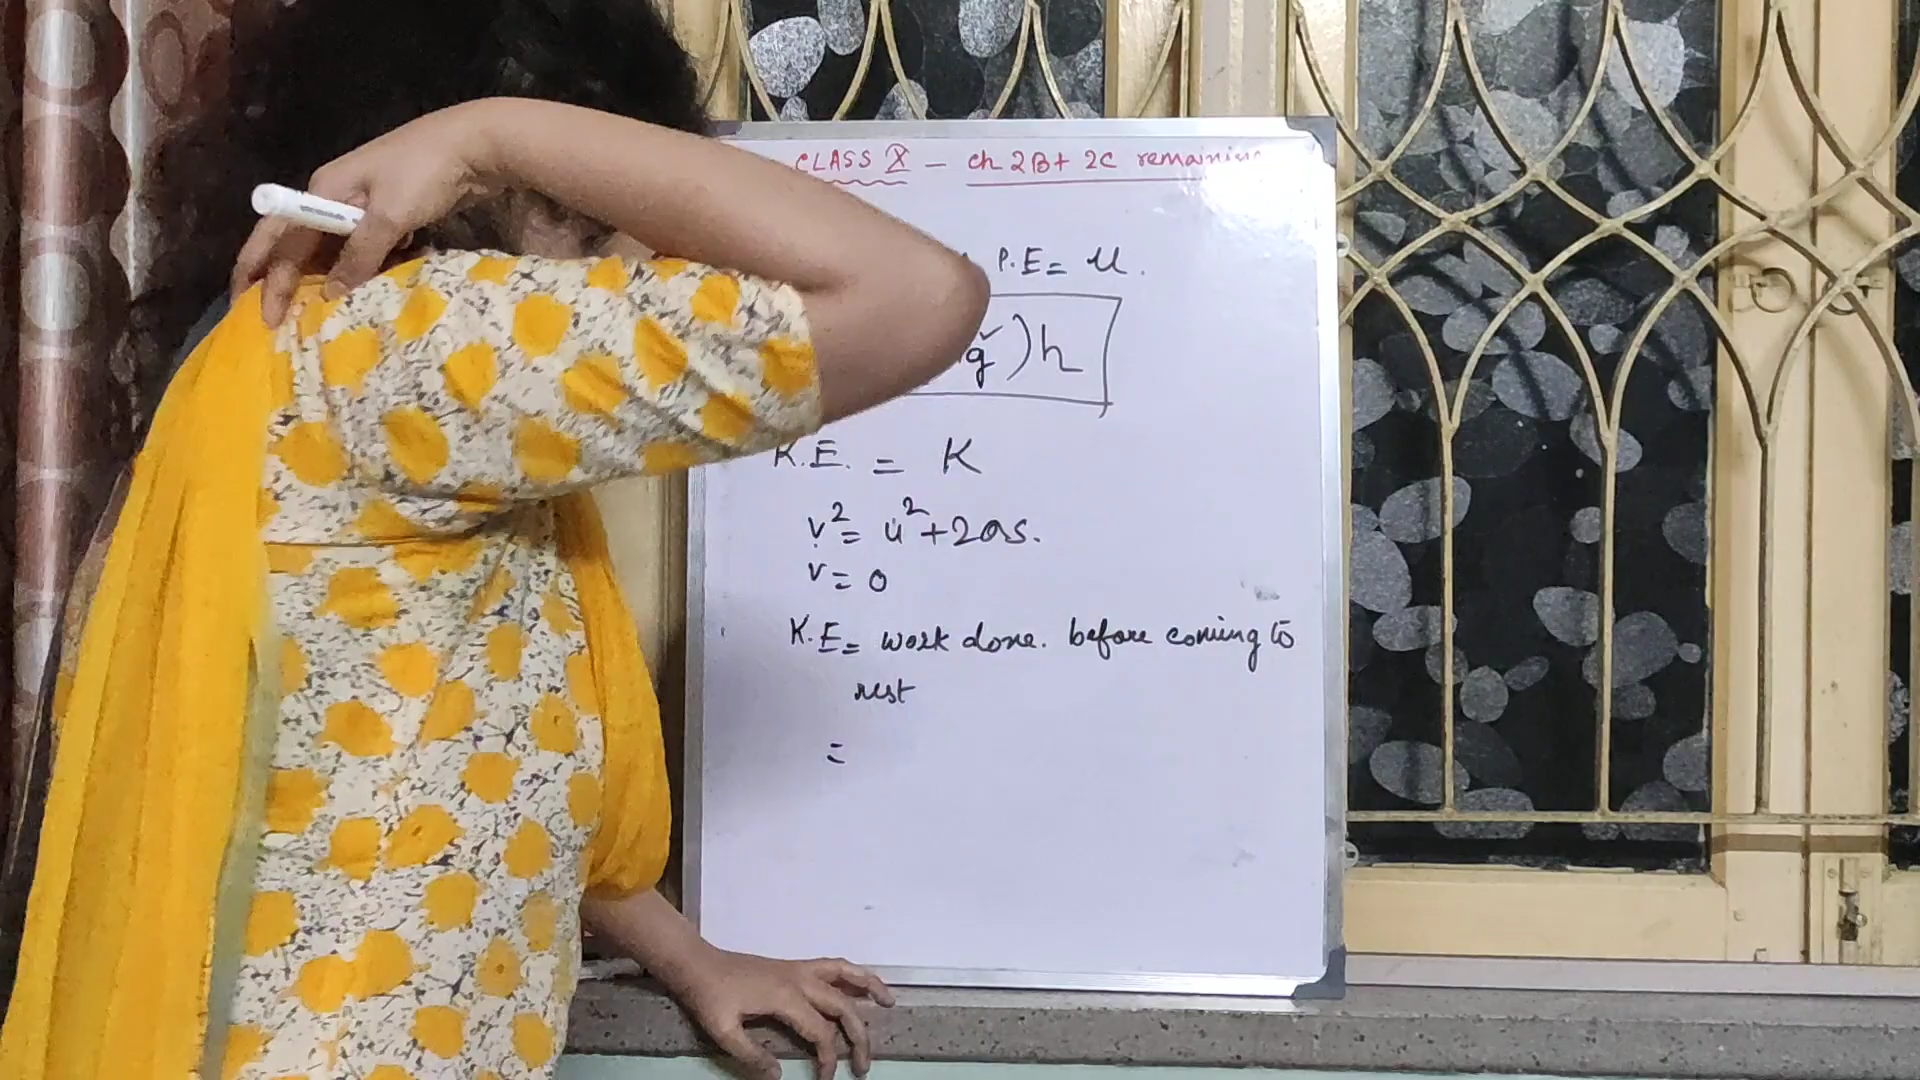 CLASS X - ch 2B + 2C remaining
P.E = U.
g) h
K.E. = K
v² = u² + 2as.
v = 0
K.E = work done. before coming to
rest
=